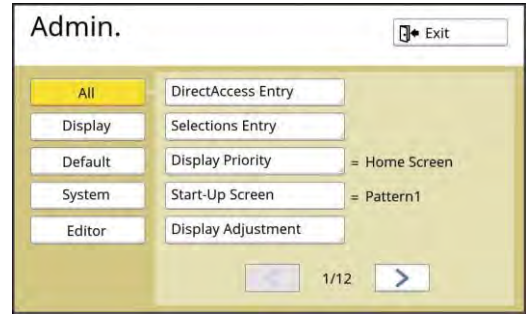 Admin.
Exit
All
DirectAccess Entry
Display
Selections Entry
Default
Display Priority = Home Screen
System
Start-Up Screen = Pattern1
Editor
Display Adjustment
1/12